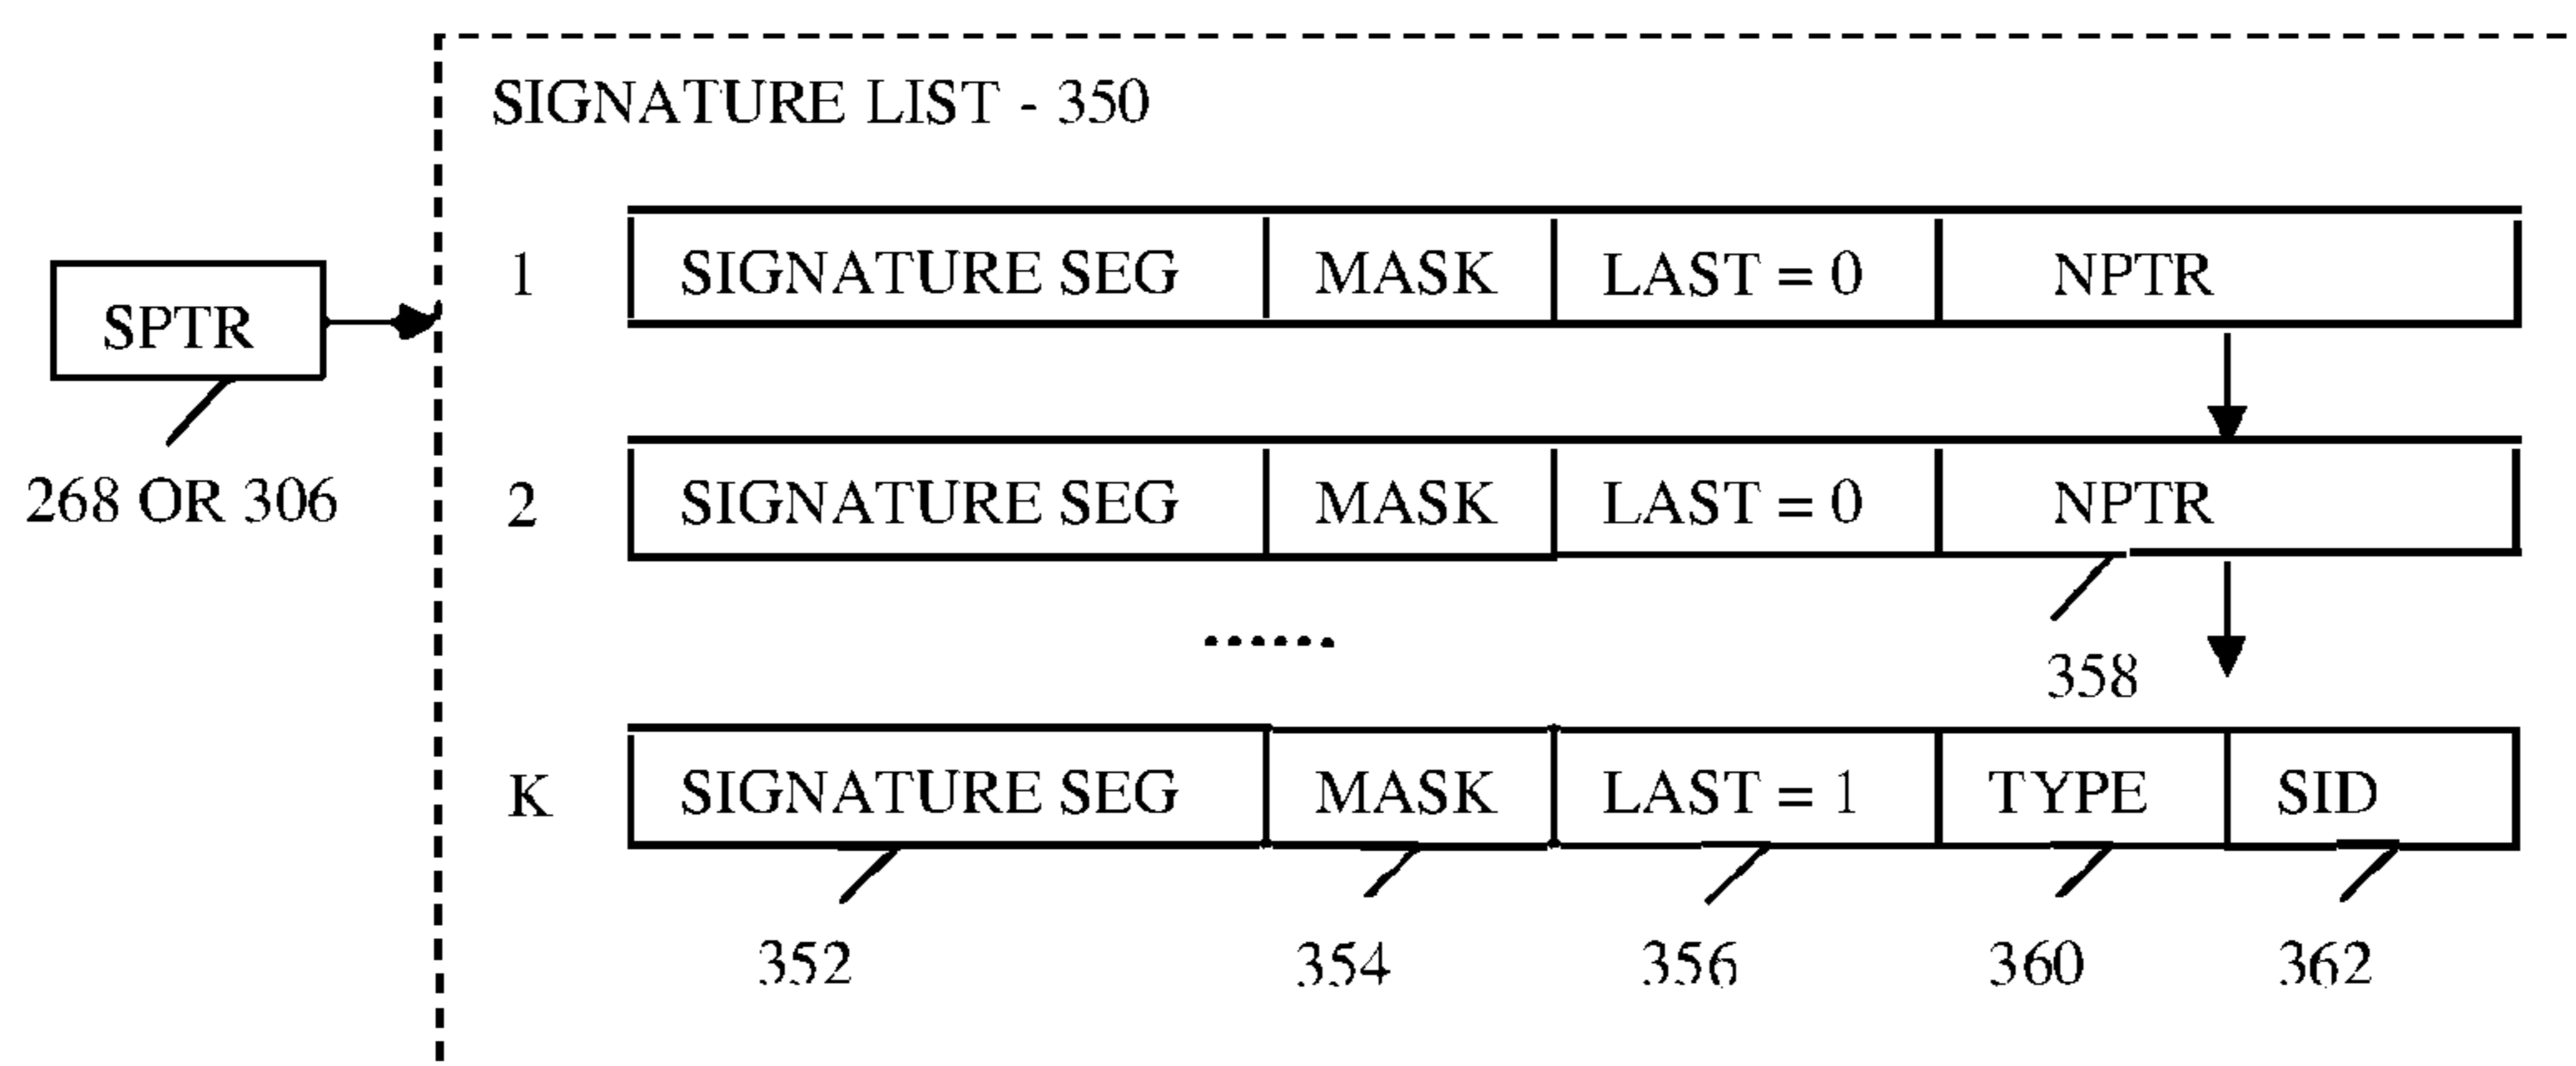 SIGNATURE LIST - 350
1 SIGNATURE SEG MASK LAST = 0 NPTR
SPTR
268 OR 306
2 SIGNATURE SEG MASK LAST = 0 NPTR
......
358
K SIGNATURE SEG MASK LAST = 1 TYPE SID
352 354 356 360 362